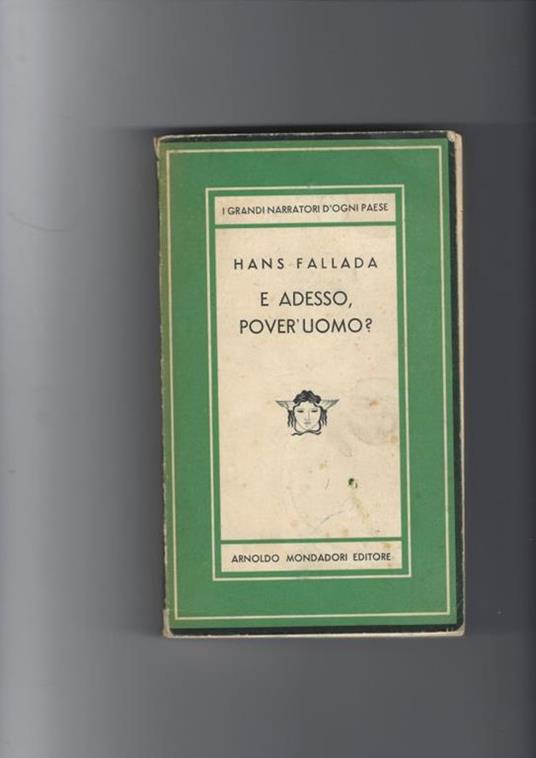 I GRANDI NARRATORI D'OGNI PAESE
HANS FALLADA
E ADESSO,
POVER'UOMO?
ARNOLDO MONDADORI EDITORE